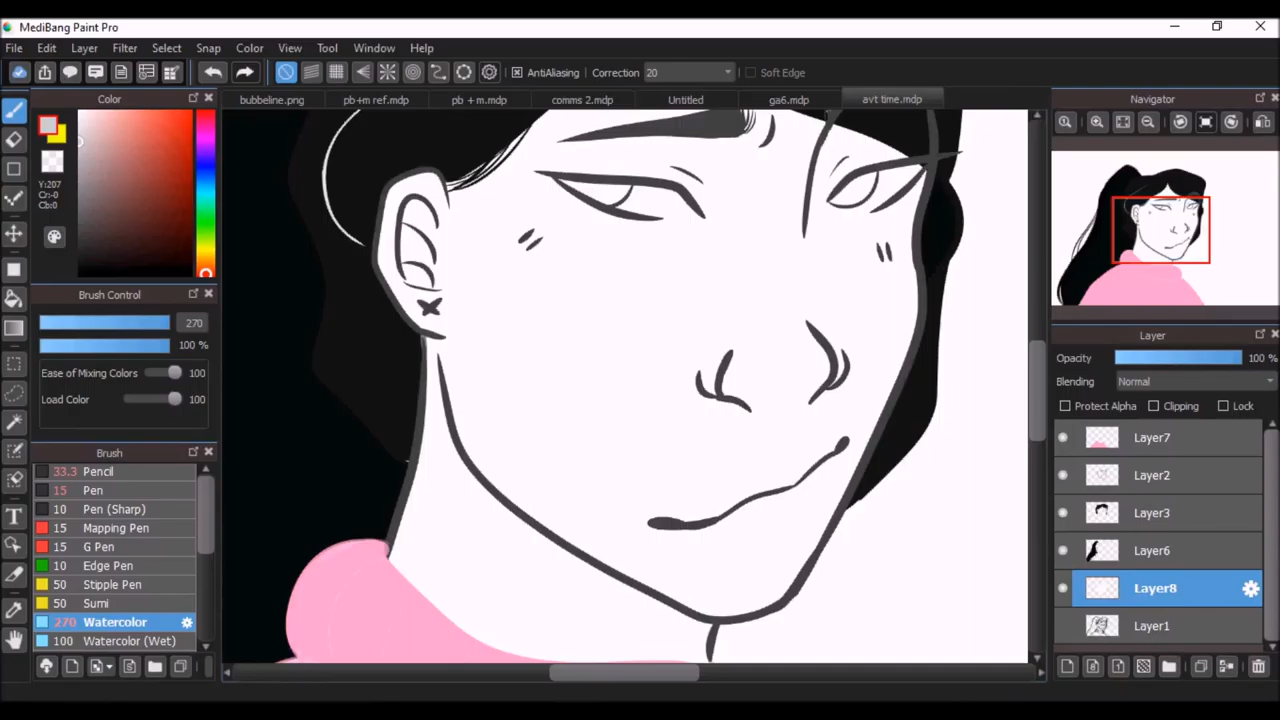 MediBang Paint Pro
File Edit Layer Filter Select Snap Color View Tool Window Help
AntiAliasing Correction 20 Soft Edge
Color
bubbeline.png pb+m ref.mdp pb + m.mdp comms 2.mdp Untitled ga6.mdp avt time.mdp
Navigator
Y:207
Cr:-0
Cb:0
Brush Control
270
100 %
Ease of Mixing Colors 100
Load Color 100
Brush
33.3 Pencil
15 Pen
10 Pen (Sharp)
15 Mapping Pen
15 G Pen
10 Edge Pen
50 Stipple Pen
50 Sumi
270 Watercolor
100 Watercolor (Wet)
Layer
Opacity 100 %
Blending Normal
Protect Alpha Clipping Lock
Layer7
Layer2
Layer3
Layer6
Layer8
Layer1